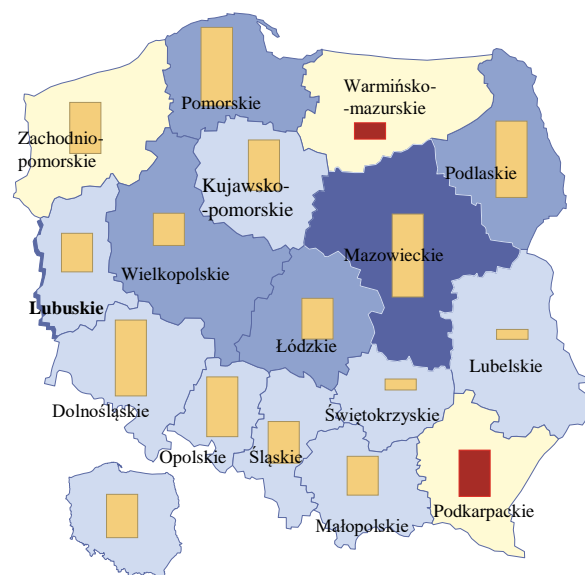 Pomorskie
Warmińsko-
-mazurskie
Zachodnio-
pomorskie
Podlaskie
Kujawsko-
-pomorskie
Mazowieckie
Wielkopolskie
Lubuskie
Łódzkie
Lubelskie
Dolnośląskie
Świętokrzyskie
Opolskie
Śląskie
Podkarpackie
Małopolskie